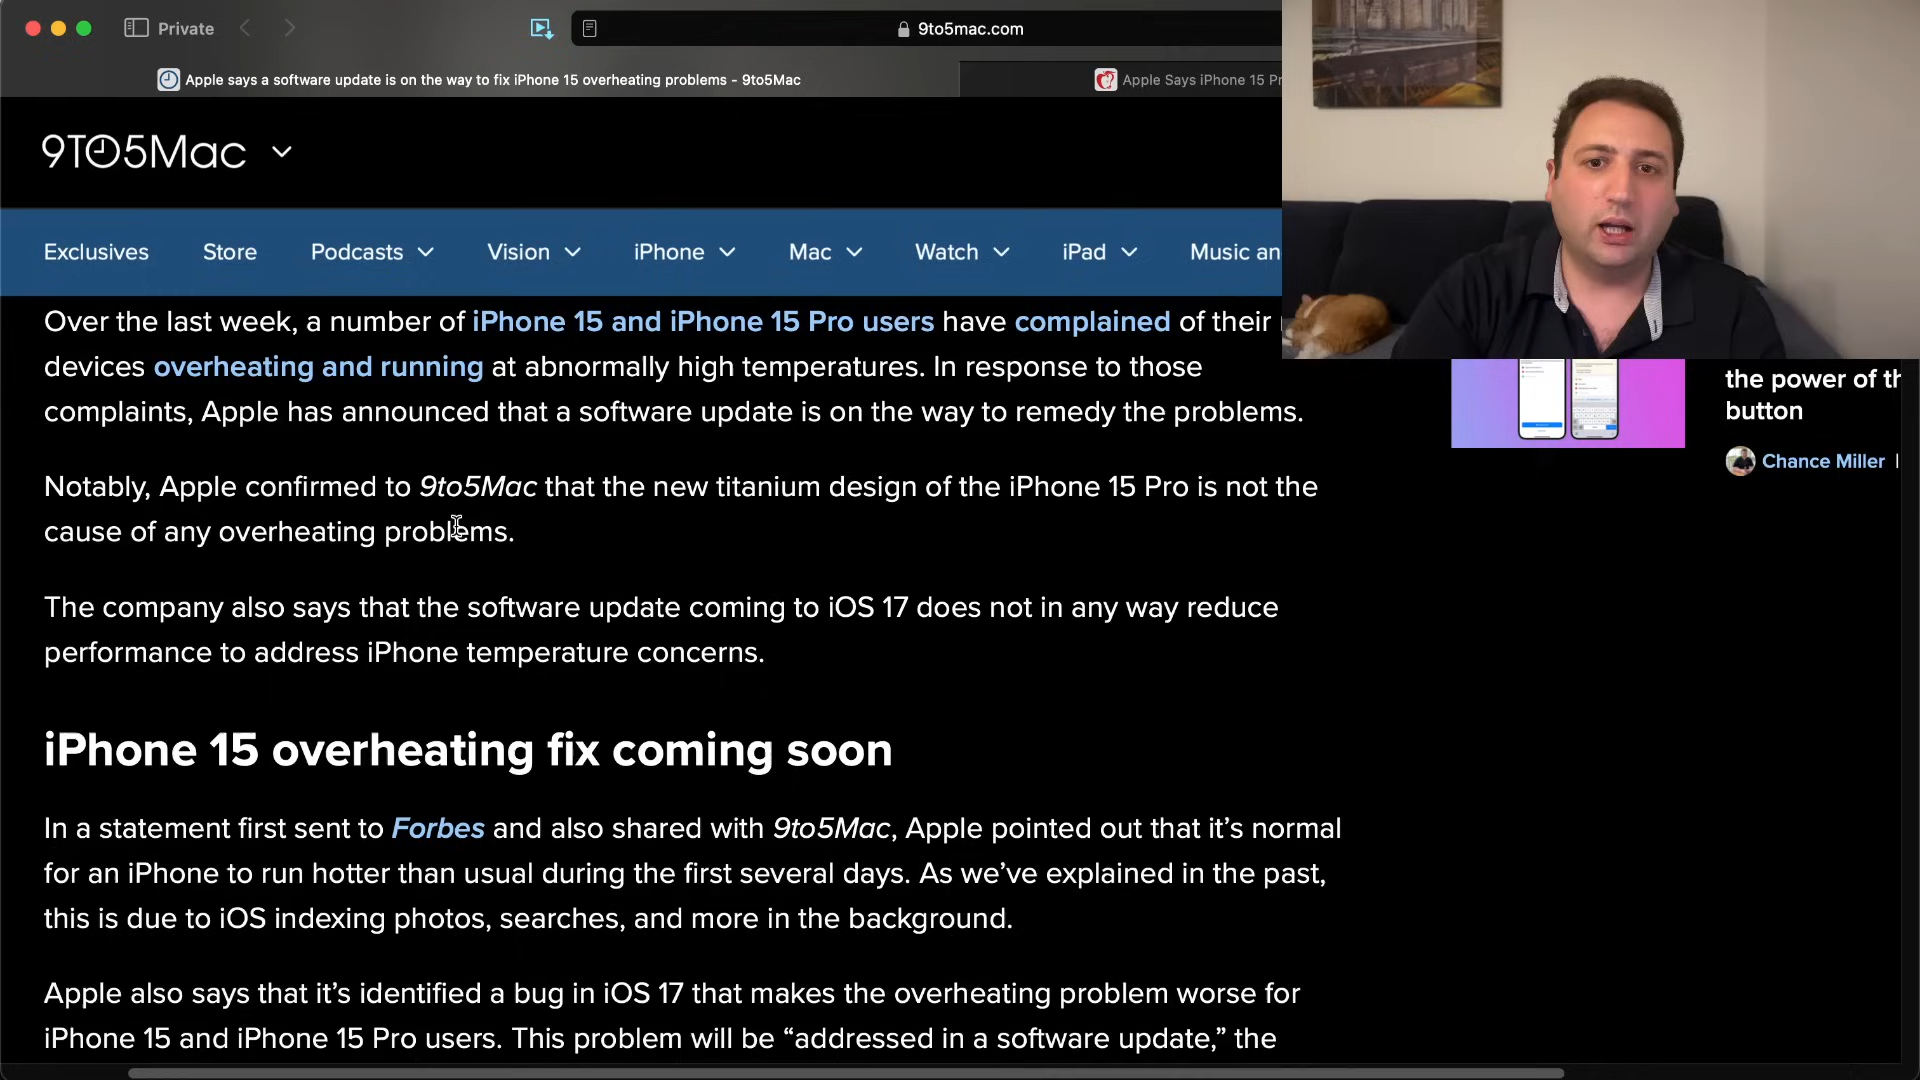 Private
9to5mac.com
Apple says a software update is on the way to fix iPhone 15 overheating problems - 9to5Mac
Apple Says iPhone 15 Pr
9TO5Mac
Exclusives
Store
Podcasts
Vision
iPhone
Mac
Watch
iPad
Music an
Over the last week, a number of iPhone 15 and iPhone 15 Pro users have complained of their
devices overheating and running at abnormally high temperatures. In response to those
complaints, Apple has announced that a software update is on the way to remedy the problems.
Notably, Apple confirmed to 9to5Mac that the new titanium design of the iPhone 15 Pro is not the
cause of any overheating problems.
The company also says that the software update coming to iOS 17 does not in any way reduce
performance to address iPhone temperature concerns.
iPhone 15 overheating fix coming soon
In a statement first sent to Forbes and also shared with 9to5Mac, Apple pointed out that it’s normal
for an iPhone to run hotter than usual during the first several days. As we’ve explained in the past,
this is due to iOS indexing photos, searches, and more in the background.
Apple also says that it’s identified a bug in iOS 17 that makes the overheating problem worse for
iPhone 15 and iPhone 15 Pro users. This problem will be “addressed in a software update,” the
the power of th
button
Chance Miller